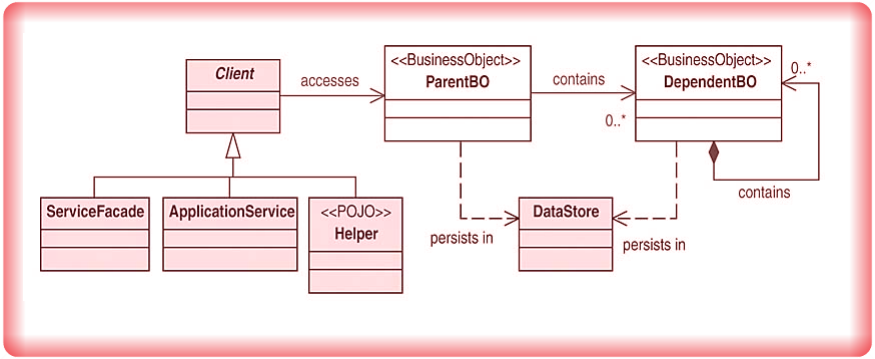 Client
accesses
<<BusinessObject>>
ParentBO
contains
0..*
<<BusinessObject>>
DependentBO
0..*
contains
ServiceFacade
ApplicationService
<<POJO>>
Helper
persists in
DataStore
persists in